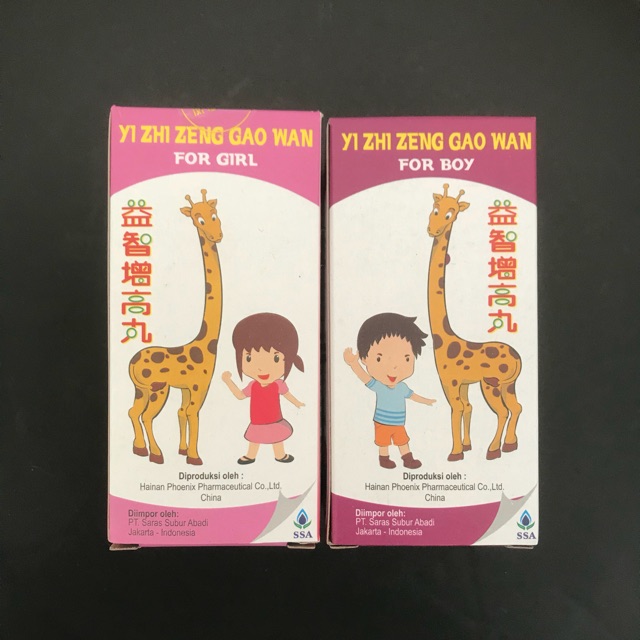 YI ZHI ZENG GAO WAN
FOR GIRL
益智增高丸
Diproduksi oleh :
Hainan Phoenix Pharmaceutical Co.,Ltd.
China
Diimpor oleh:
PT. Saras Subur Abadi
Jakarta - Indonesia
SSA
YI ZHI ZENG GAO WAN
FOR BOY
益智增高丸
Diproduksi oleh :
Hainan Phoenix Pharmaceutical Co.,Ltd.
China
Diimpor oleh:
PT. Saras Subur Abadi
Jakarta - Indonesia
SSA